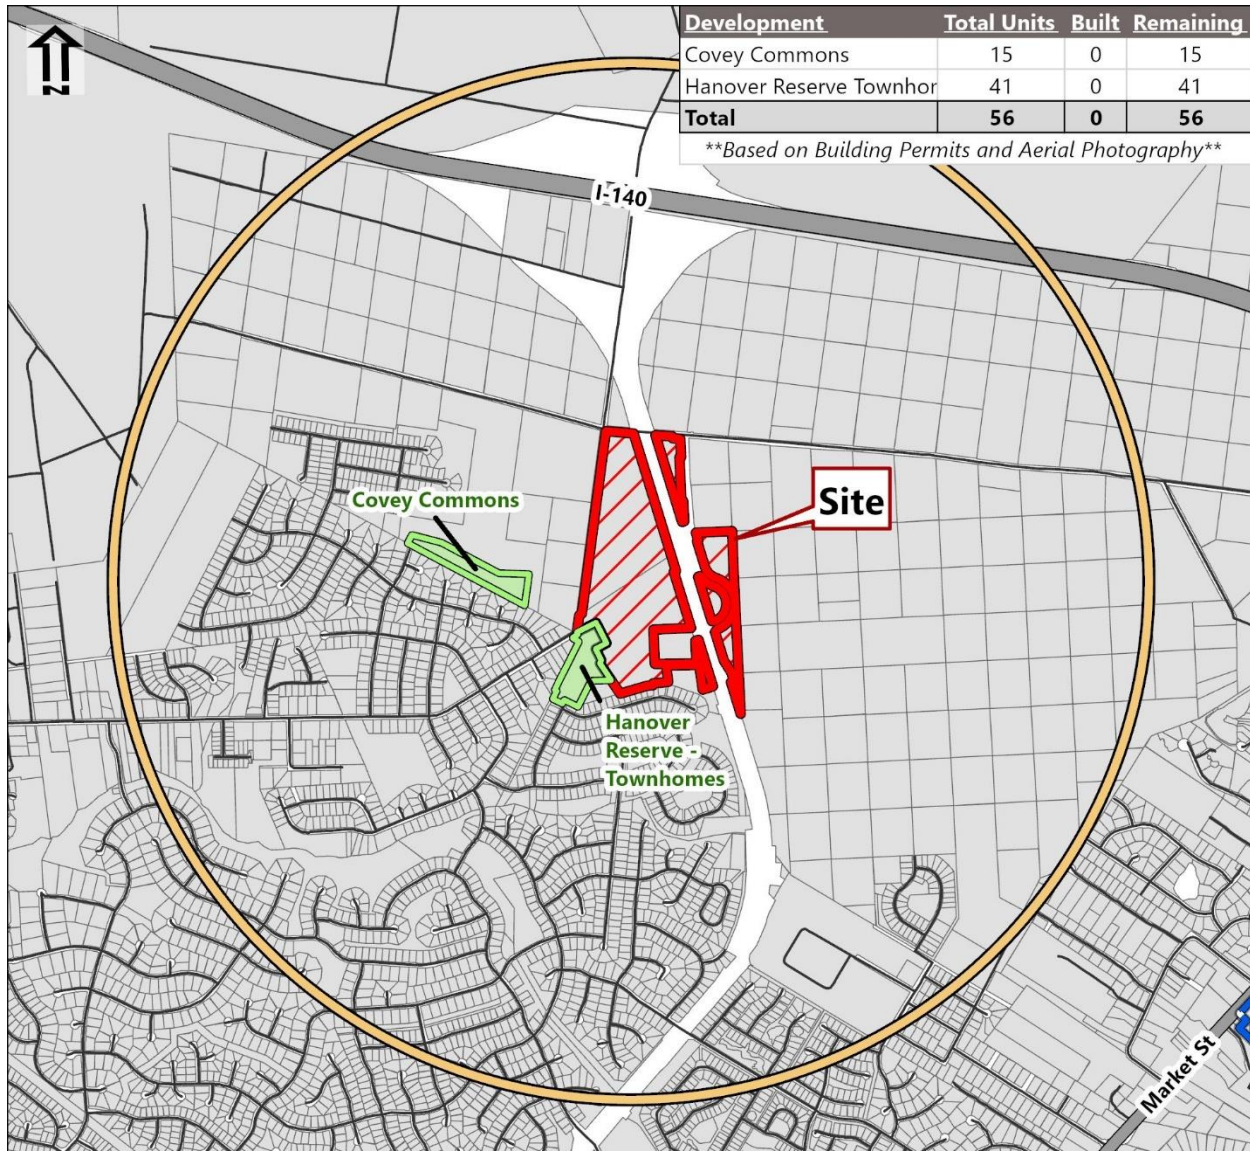 N
Development Total Units Built Remaining
Covey Commons 15 0 15
Hanover Reserve Townhor 41 0 41
Total 56 0 56
**Based on Building Permits and Aerial Photography**
I-140
Covey Commons
Site
Hanover
Reserve -
Townhomes
Market St